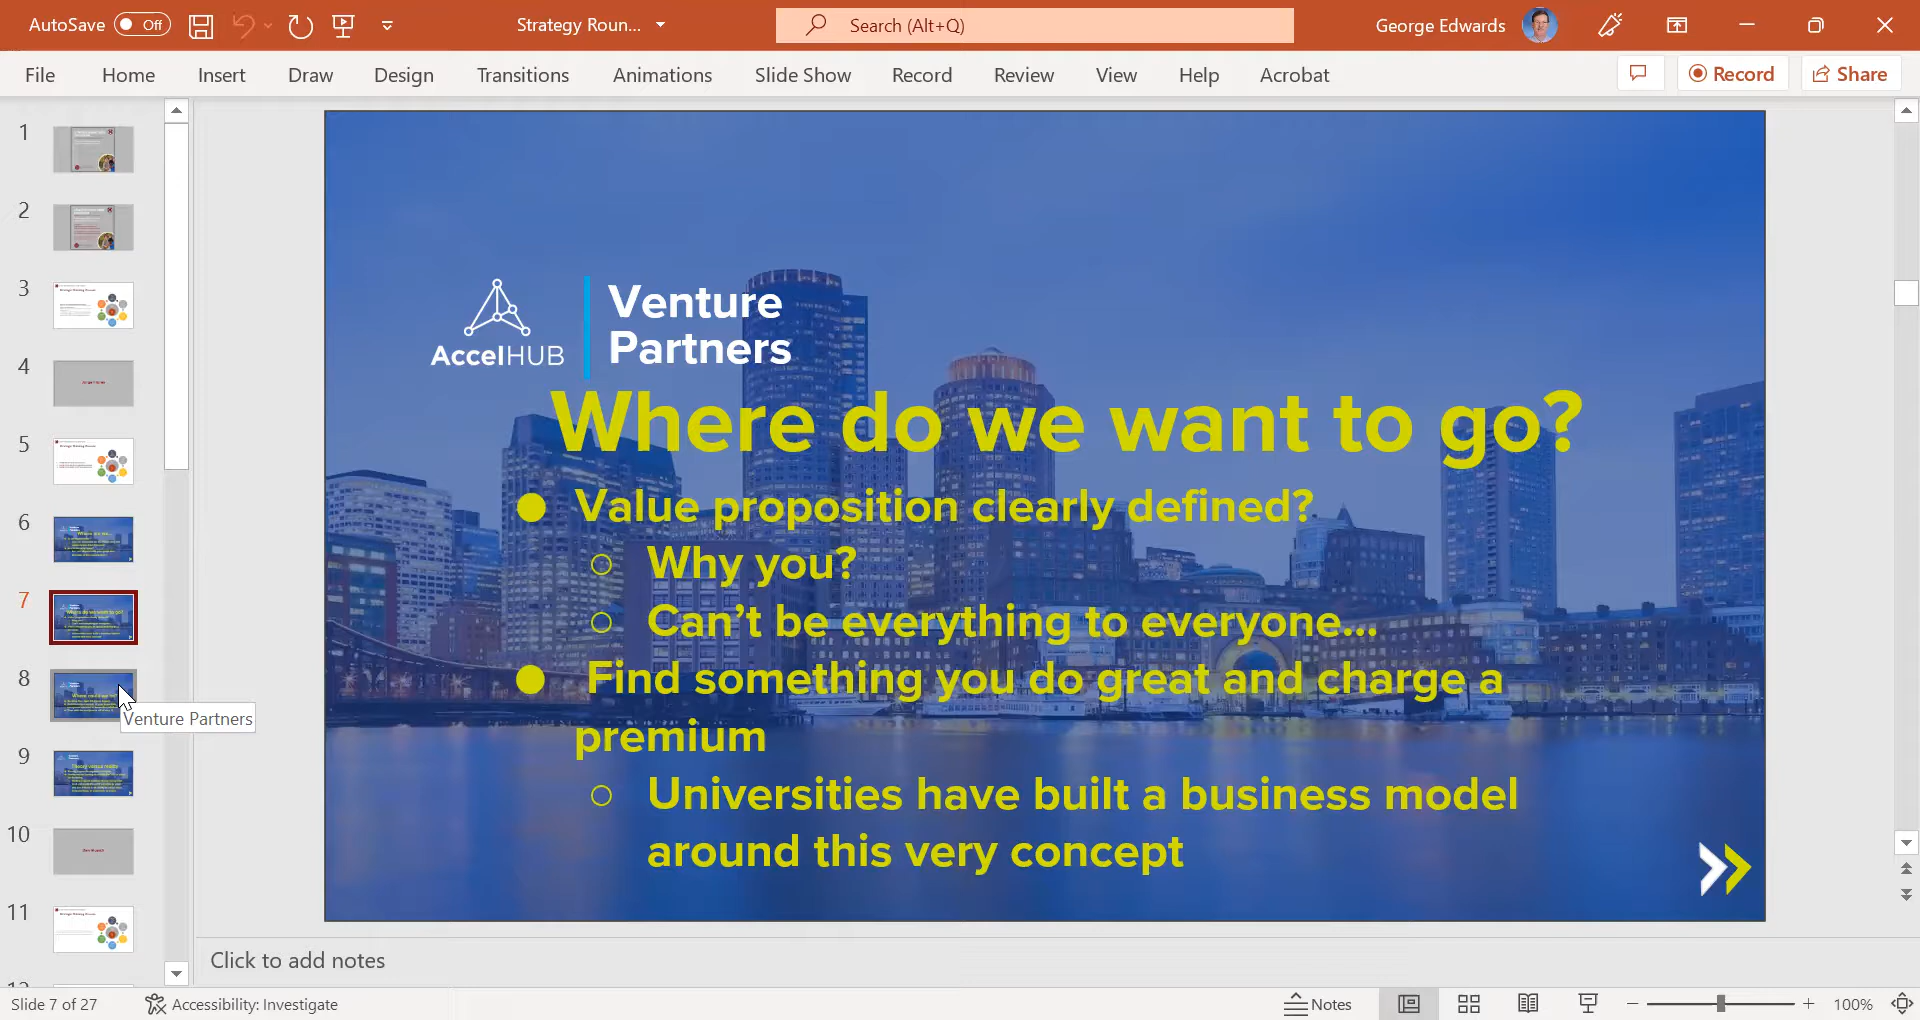 AutoSave Off
Strategy Roun...
Search (Alt+Q)
George Edwards
File Home Insert Draw Design Transitions Animations Slide Show Record Review View Help Acrobat
Record
Share
1
2
3
4
5
6
7
8
9
10
11
Venture Partners
AccelHUB
Venture
Partners
Where do we want to go?
● Value proposition clearly defined?
○ Why you?
○ Can’t be everything to everyone...
● Find something you do great and charge a
premium
○ Universities have built a business model
around this very concept
Click to add notes
Slide 7 of 27
Accessibility: Investigate
Notes
100%